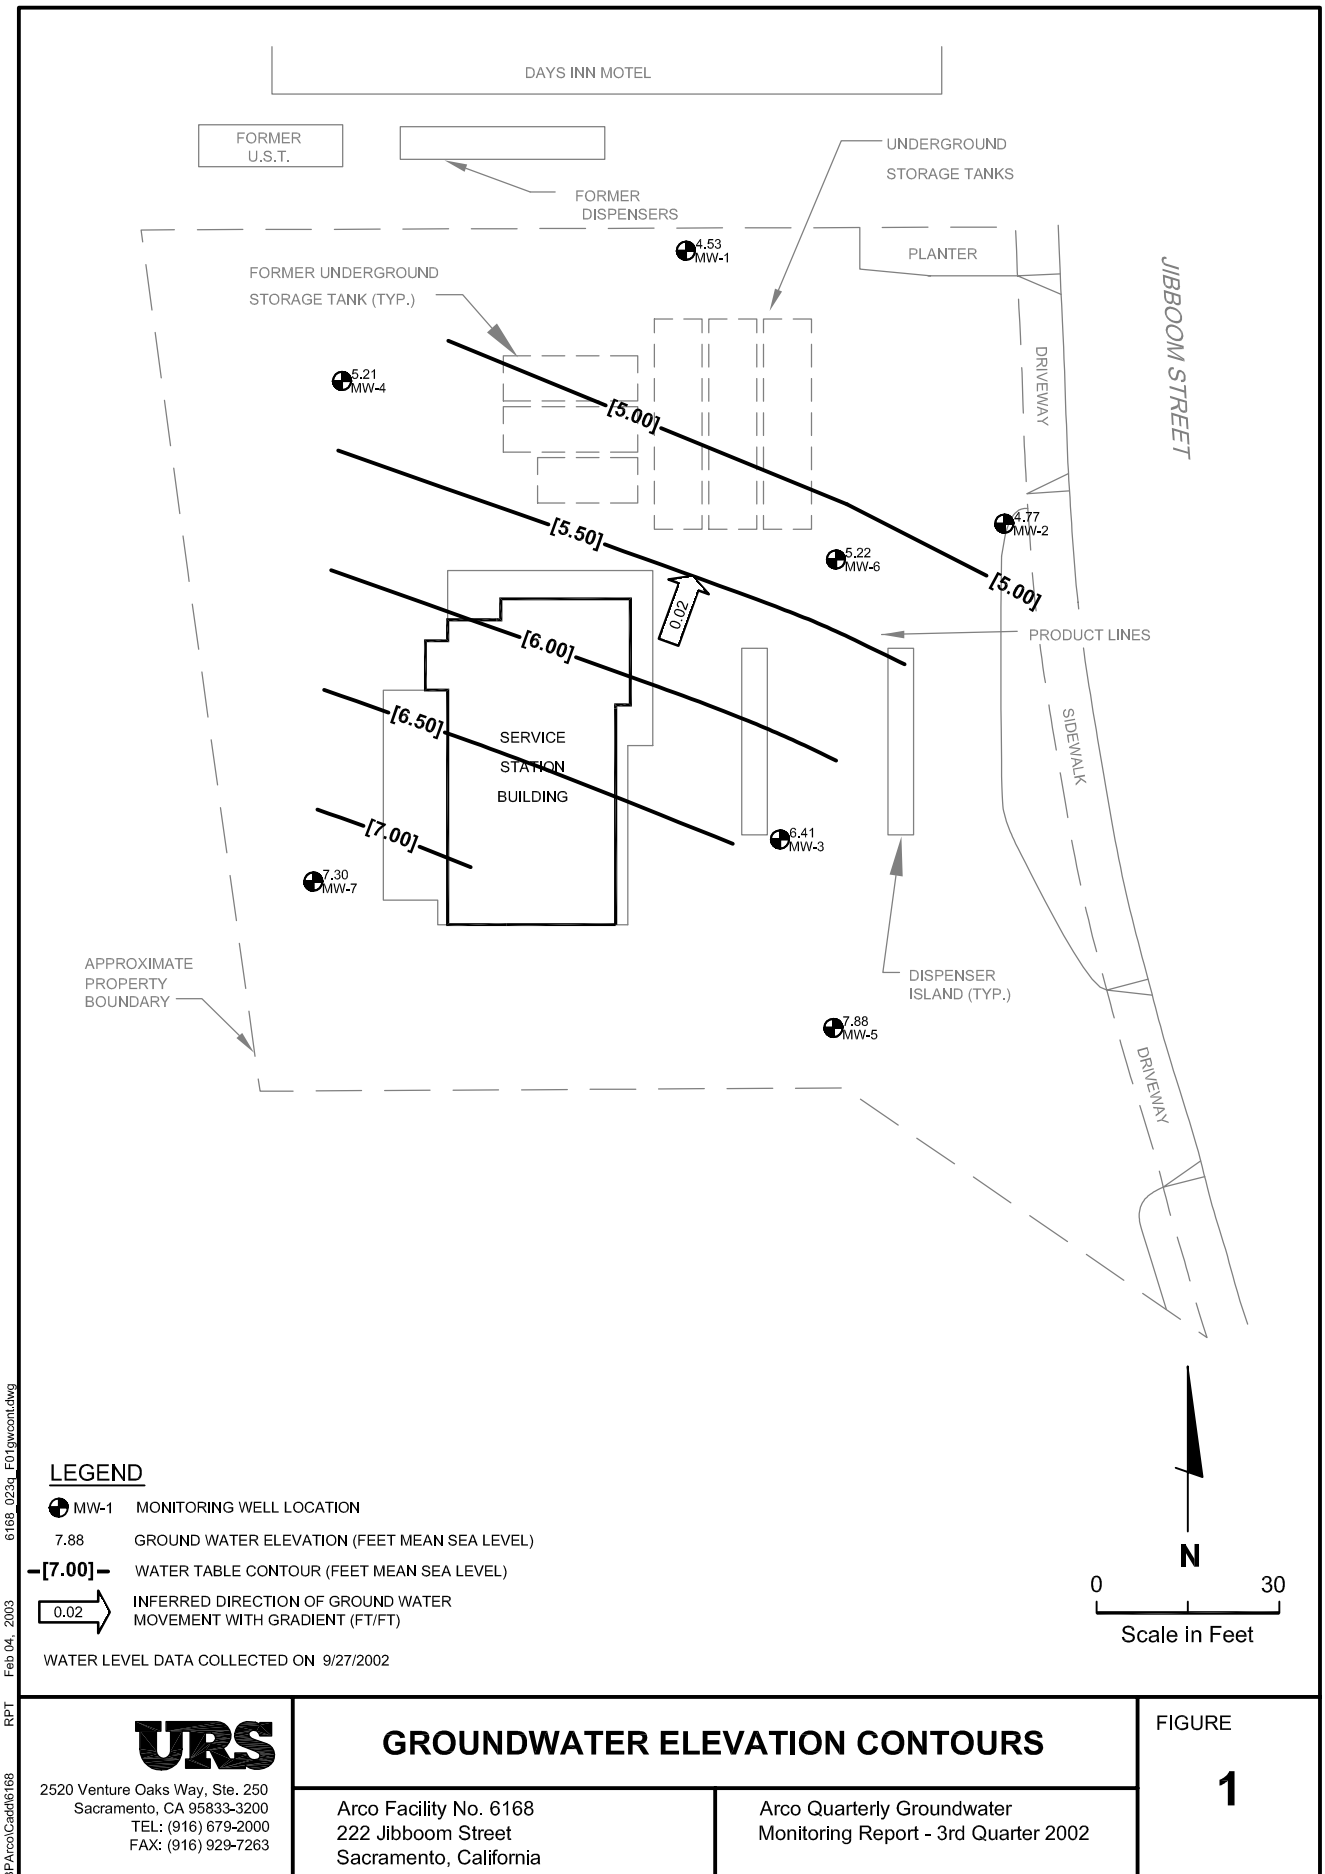 DAYS INN MOTEL
FORMER
U.S.T.
UNDERGROUND
STORAGE TANKS
FORMER
DISPENSERS
4.53
MW-1
PLANTER
JIBBOOM STREET
FORMER UNDERGROUND
STORAGE TANK (TYP.)
DRIVEWAY
5.21
MW-4
[5.00]
4.77
MW-2
[5.50]
5.22
MW-6
[5.00]
0.02
PRODUCT LINES
[6.00]
[6.50]
SIDEWALK
SERVICE
STATION
BUILDING
[7.00]
6.41
MW-3
7.30
MW-7
APPROXIMATE
PROPERTY
BOUNDARY
DISPENSER
ISLAND (TYP.)
7.88
MW-5
DRIVEWAY
LEGEND
MW-1 MONITORING WELL LOCATION
7.88 GROUND WATER ELEVATION (FEET MEAN SEA LEVEL)
[7.00] WATER TABLE CONTOUR (FEET MEAN SEA LEVEL)
0.02 INFERRED DIRECTION OF GROUND WATER
MOVEMENT WITH GRADIENT (FT/FT)
WATER LEVEL DATA COLLECTED ON 9/27/2002
N
0 30
Scale in Feet
6168_023q_F01gwcont.dwg
Feb 04, 2003
RPT
URS
2520 Venture Oaks Way, Ste. 250
Sacramento, CA 95833-3200
TEL: (916) 679-2000
FAX: (916) 929-7263
GROUNDWATER ELEVATION CONTOURS
Arco Facility No. 6168
222 Jibboom Street
Sacramento, California
Arco Quarterly Groundwater
Monitoring Report - 3rd Quarter 2002
FIGURE
1